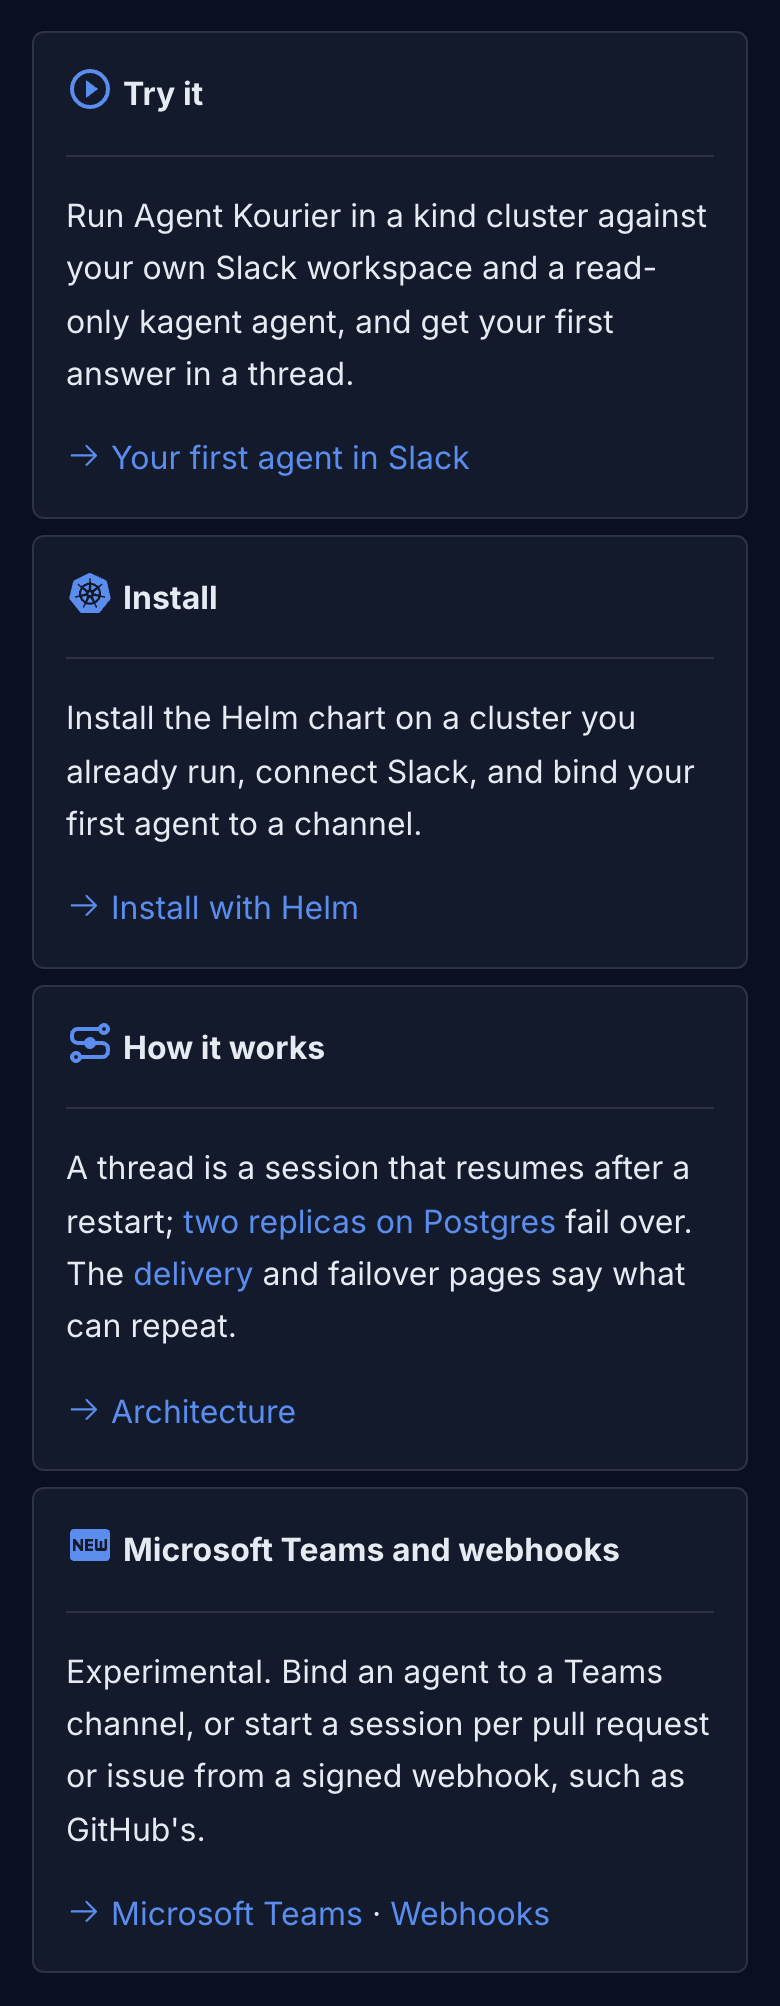 Try it
Run Agent Kourier in a kind cluster against
your own Slack workspace and a read-
only kagent agent, and get your first
answer in a thread.
→ Your first agent in Slack
Install
Install the Helm chart on a cluster you
already run, connect Slack, and bind your
first agent to a channel.
→ Install with Helm
How it works
A thread is a session that resumes after a
restart; two replicas on Postgres fail over.
The delivery and failover pages say what
can repeat.
→ Architecture
NEW Microsoft Teams and webhooks
Experimental. Bind an agent to a Teams
channel, or start a session per pull request
or issue from a signed webhook, such as
GitHub's.
→ Microsoft Teams · Webhooks